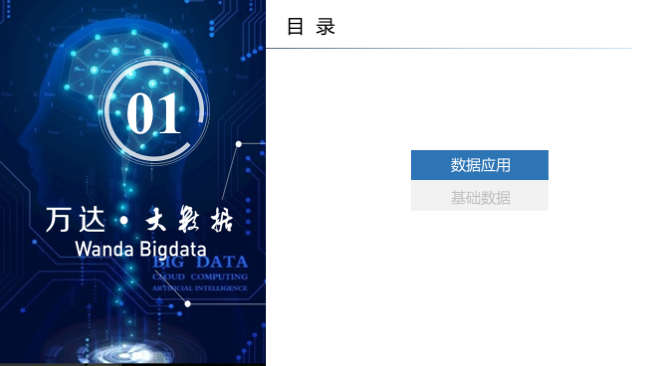 目 录
01
万达·大数据
Wanda Bigdata
BIG DATA
CLOUD COMPUTING
ARTIFICIAL INTELLIGENCE
数据应用
基础数据